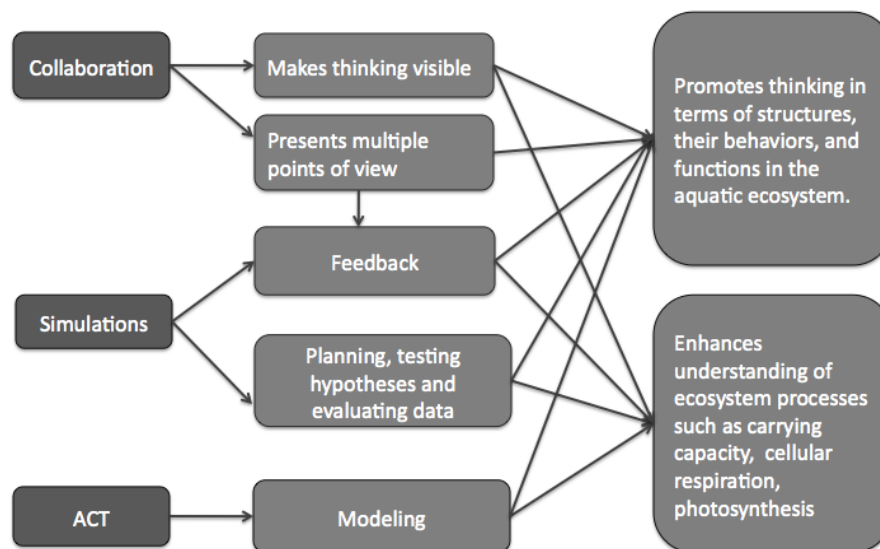 Collaboration
Makes thinking visible
Presents multiple
points of view
Feedback
Simulations
Planning, testing
hypotheses and
evaluating data
ACT
Modeling
Promotes thinking in
terms of structures,
their behaviors, and
functions in the
aquatic ecosystem.
Enhances
understanding of
ecosystem processes
such as carrying
capacity, cellular
respiration,
photosynthesis